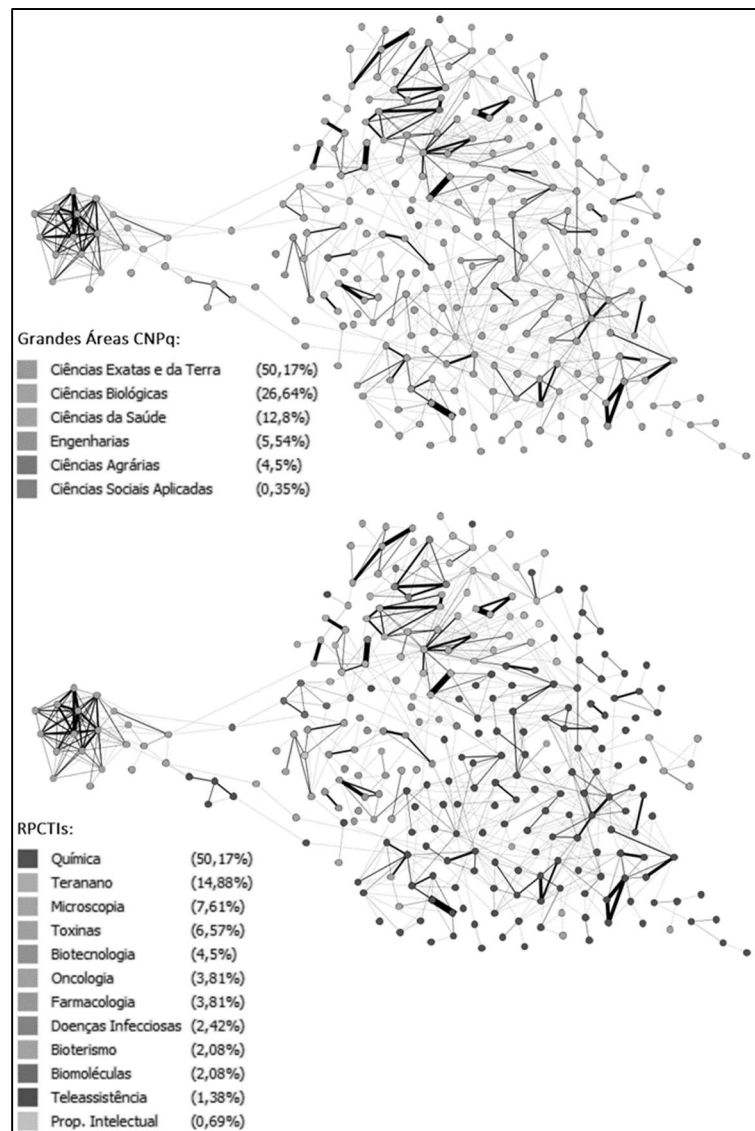 Grandes Áreas CNPq:
Ciências Exatas e da Terra (50,17%)
Ciências Biológicas (26,64%)
Ciências da Saúde (12,8%)
Engenharias (5,54%)
Ciências Agrárias (4,5%)
Ciências Sociais Aplicadas (0,35%)
RPCTIs:
Química (50,17%)
Teranano (14,88%)
Microscopia (7,61%)
Toxinas (6,57%)
Biotecnologia (4,5%)
Oncologia (3,81%)
Farmacologia (3,81%)
Doenças Infecciosas (2,42%)
Bioterismo (2,08%)
Biomoléculas (2,08%)
Teleassistência (1,38%)
Prop. Intelectual (0,69%)